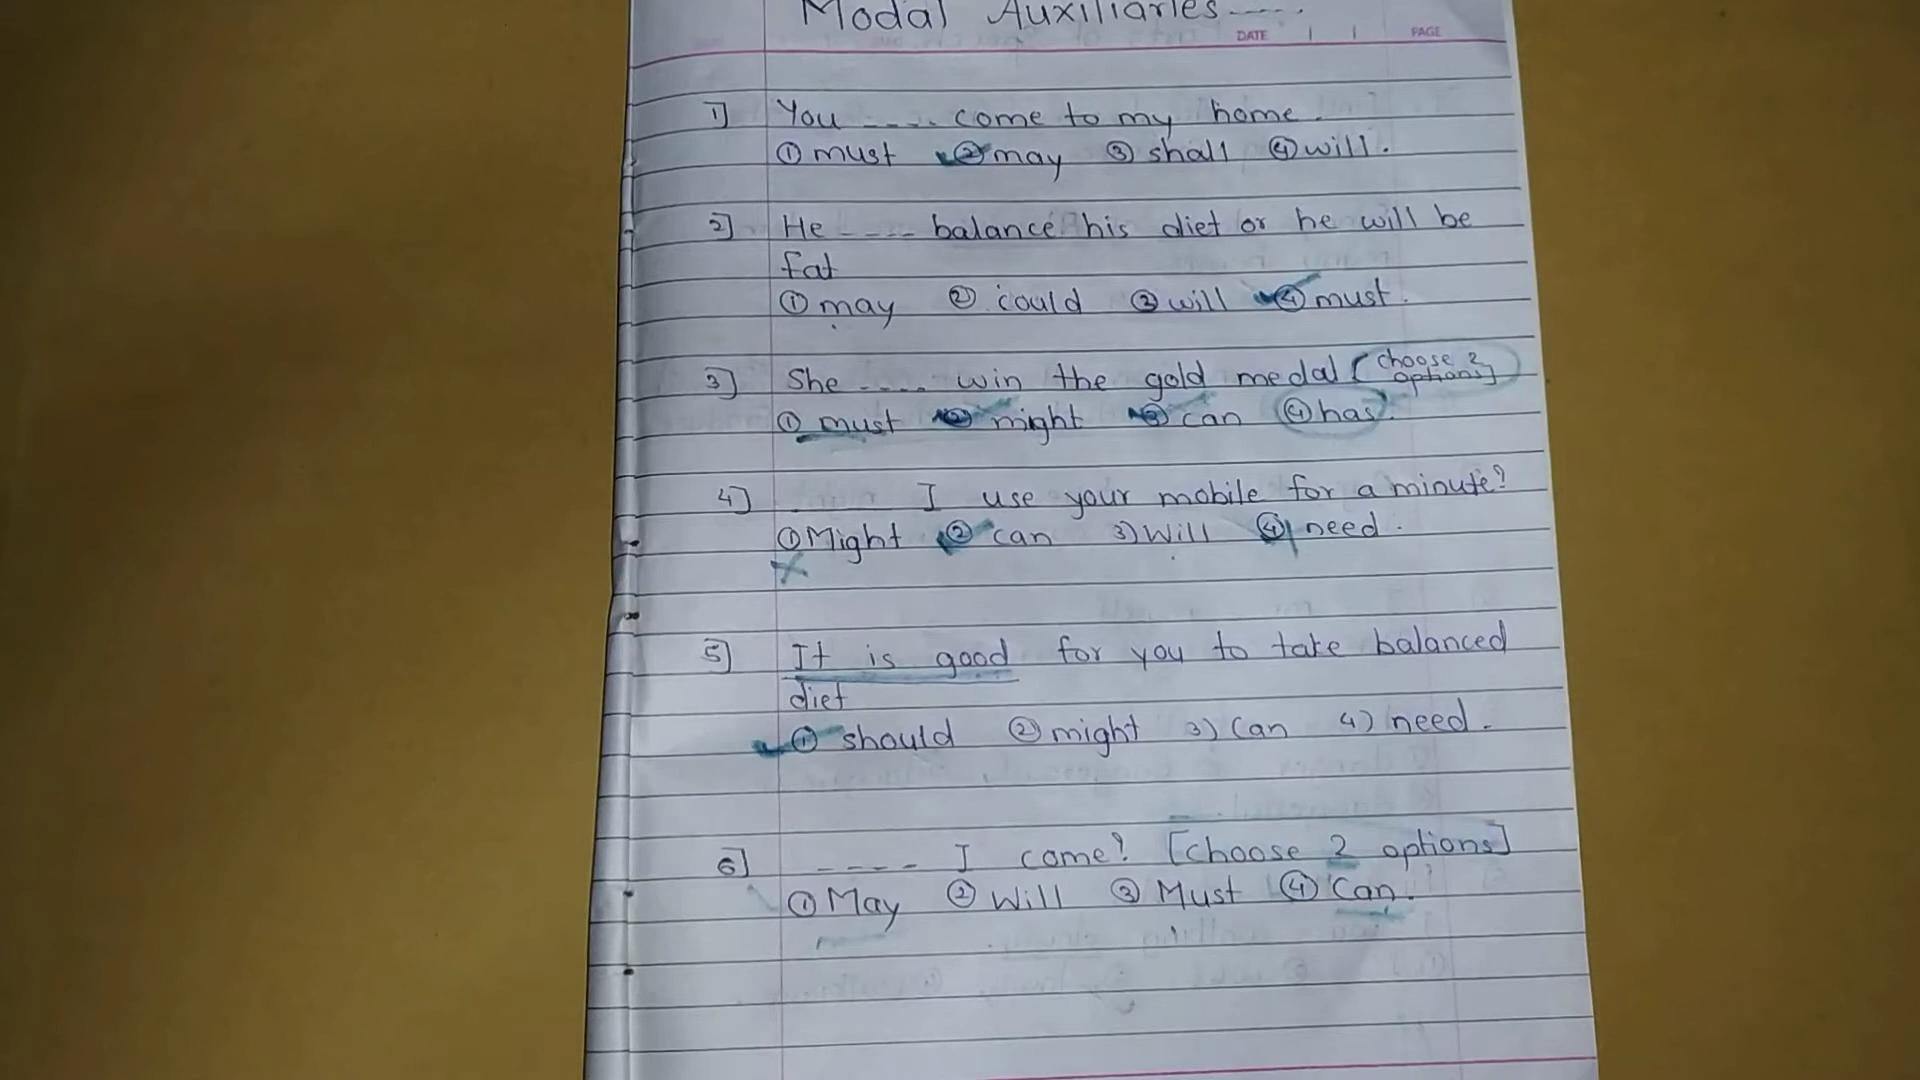 Modal Auxiliaries-----
DATE PAGE
1] You ---- come to my home.
① must ② may ③ shall ④ will.
2] He ---- balance his diet or he will be
fat
① may ② could ③ will ④ must.
3] She ---- win the gold medal [choose 2
options]
① must ② might ③ can ④ has.
4] I use your mobile for a minute?
① Might ② can 3) Will ④ need.
5] It is good for you to take balanced
diet
① should ② might 3) Can 4) need.
6] ---- I come? [choose 2 options]
① May ② Will ③ Must ④ Can.